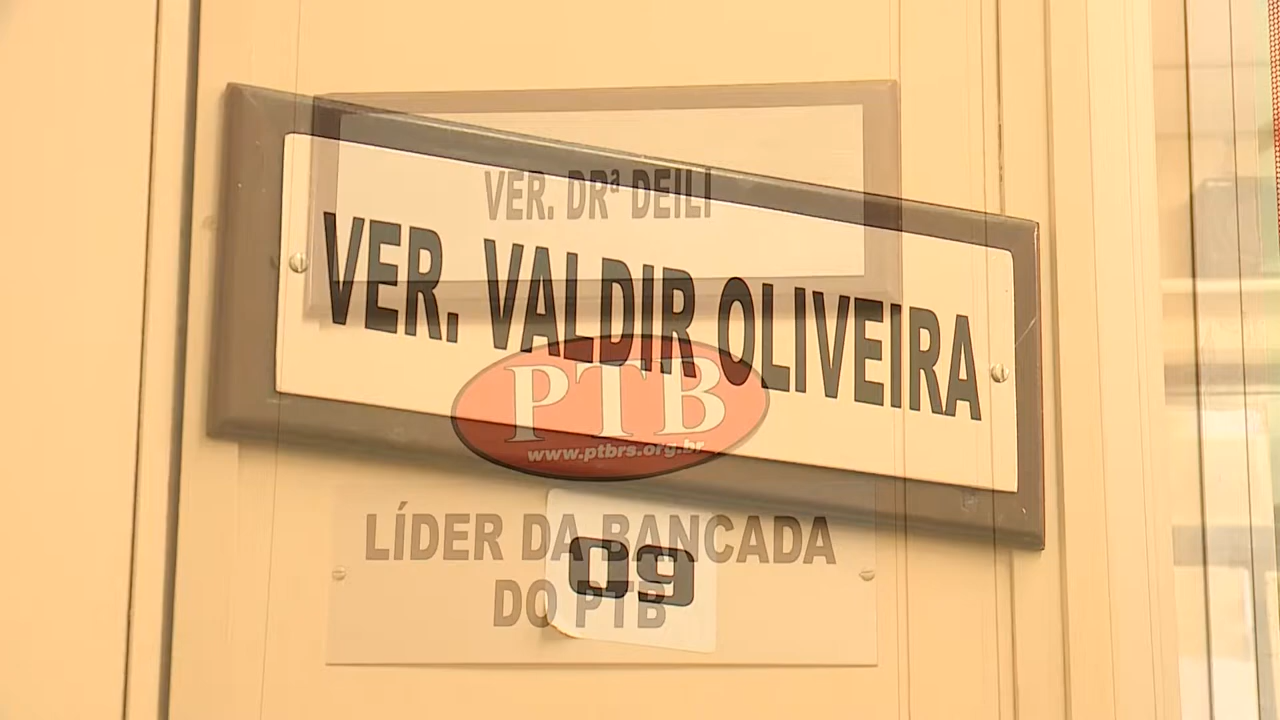 VER. DRª DEILI
VER. VALDIR OLIVEIRA
PTB
www.ptbrs.org.br
LÍDER DA BANCADA
DO PTB
09